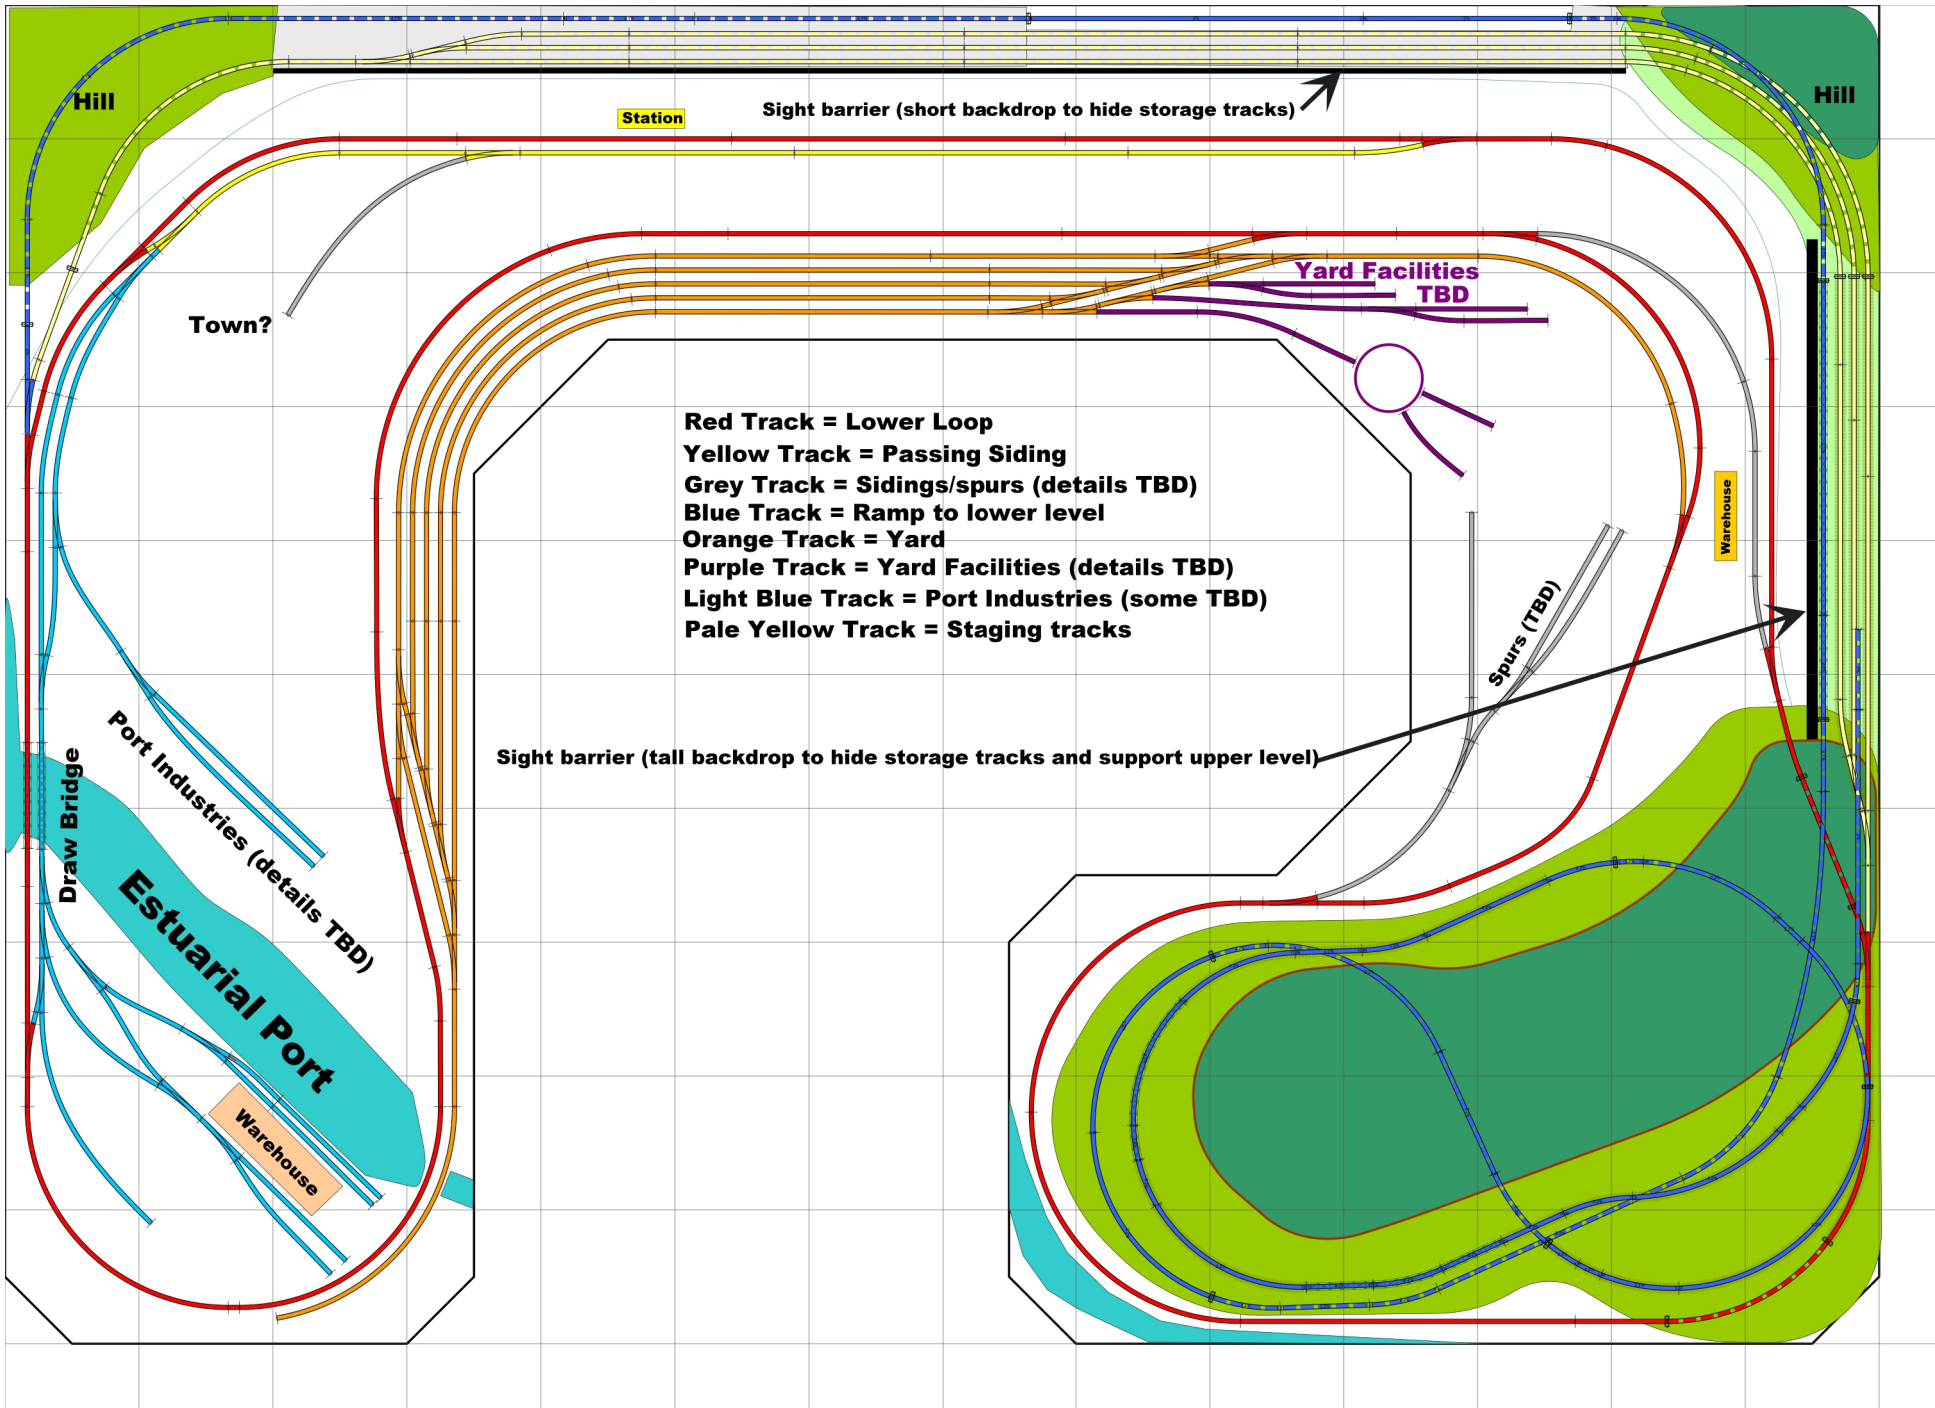 Hill
Hill
Sight barrier (short backdrop to hide storage tracks)
Station
Yard Facilities
TBD
Town?
Red Track = Lower Loop
Yellow Track = Passing Siding
Grey Track = Sidings/spurs (details TBD)
Blue Track = Ramp to lower level
Orange Track = Yard
Purple Track = Yard Facilities (details TBD)
Light Blue Track = Port Industries (some TBD)
Pale Yellow Track = Staging tracks
Warehouse
Spurs (TBD)
Sight barrier (tall backdrop to hide storage tracks and support upper level)
Port Industries (details TBD)
Draw Bridge
Estuarial Port
Warehouse